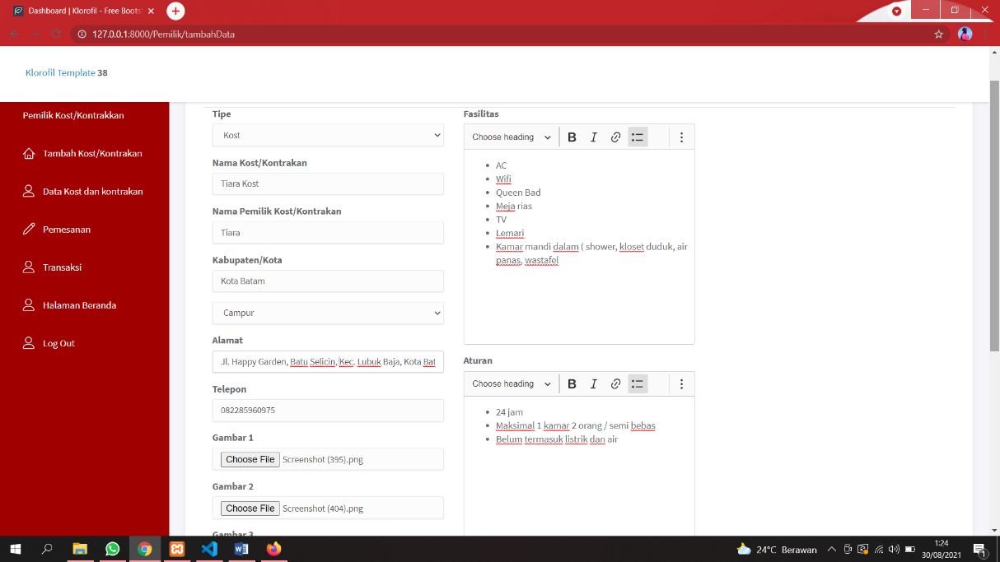 Dashboard | Klorofil - Free Boots
127.0.0.1:8000/Pemilik/tambahData
Klorofil Template 38
Pemilik Kost/Kontrakkan
Tambah Kost/Kontrakan
Data Kost dan kontrakan
Pemesanan
Transaksi
Halaman Beranda
Log Out
Tipe
Kost
Nama Kost/Kontrakan
Tiara Kost
Nama Pemilik Kost/Kontrakan
Tiara
Kabupaten/Kota
Kota Batam
Campur
Alamat
Jl. Happy Garden, Batu Selicin, Kec. Lubuk Baja, Kota Bat
Telepon
082285960975
Gambar 1
Choose File Screenshot (395).png
Gambar 2
Choose File Screenshot (404).png
Gambar 3
Fasilitas
Choose heading B I
• AC
• Wifi
• Queen Bad
• Meja rias
• TV
• Lemari
• Kamar mandi dalam ( shower, kloset duduk, air
panas, wastafel
Aturan
Choose heading B I
• 24 jam
• Maksimal 1 kamar 2 orang / semi bebas
• Belum termasuk listrik dan air
24°C Berawan
1:24
30/08/2021
1